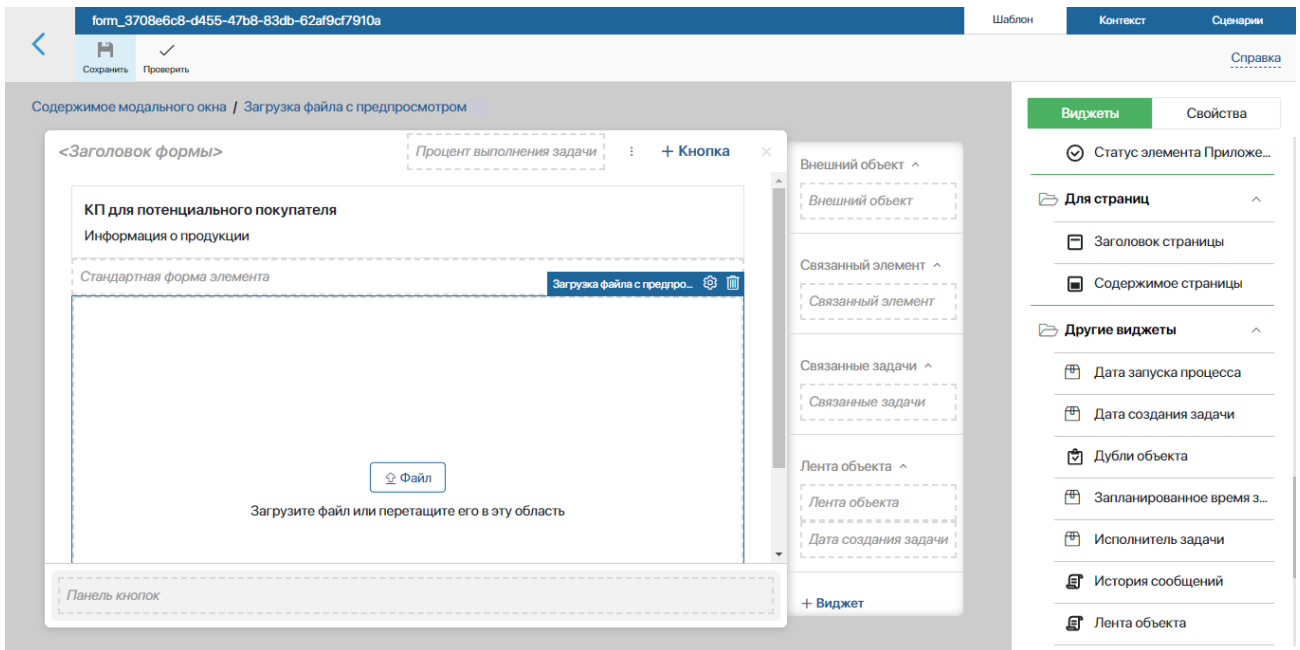 form_3708e6c8-d455-47b8-83db-62af9cf7910a
Шаблон
Контекст
Сценарии
Сохранить
Проверить
Справка
Содержимое модального окна / Загрузка файла с предпросмотром
Виджеты
Свойства
<Заголовок формы>
Процент выполнения задачи
+ Кнопка
КП для потенциального покупателя
Информация о продукции
Стандартная форма элемента
Загрузка файла с предпро...
Файл
Загрузите файл или перетащите его в эту область
Панель кнопок
Внешний объект
Внешний объект
Связанный элемент
Связанный элемент
Связанные задачи
Связанные задачи
Лента объекта
Лента объекта
Дата создания задачи
+ Виджет
Статус элемента Приложе...
Для страниц
Заголовок страницы
Содержимое страницы
Другие виджеты
Дата запуска процесса
Дата создания задачи
Дубли объекта
Запланированное время з...
Исполнитель задачи
История сообщений
Лента объекта